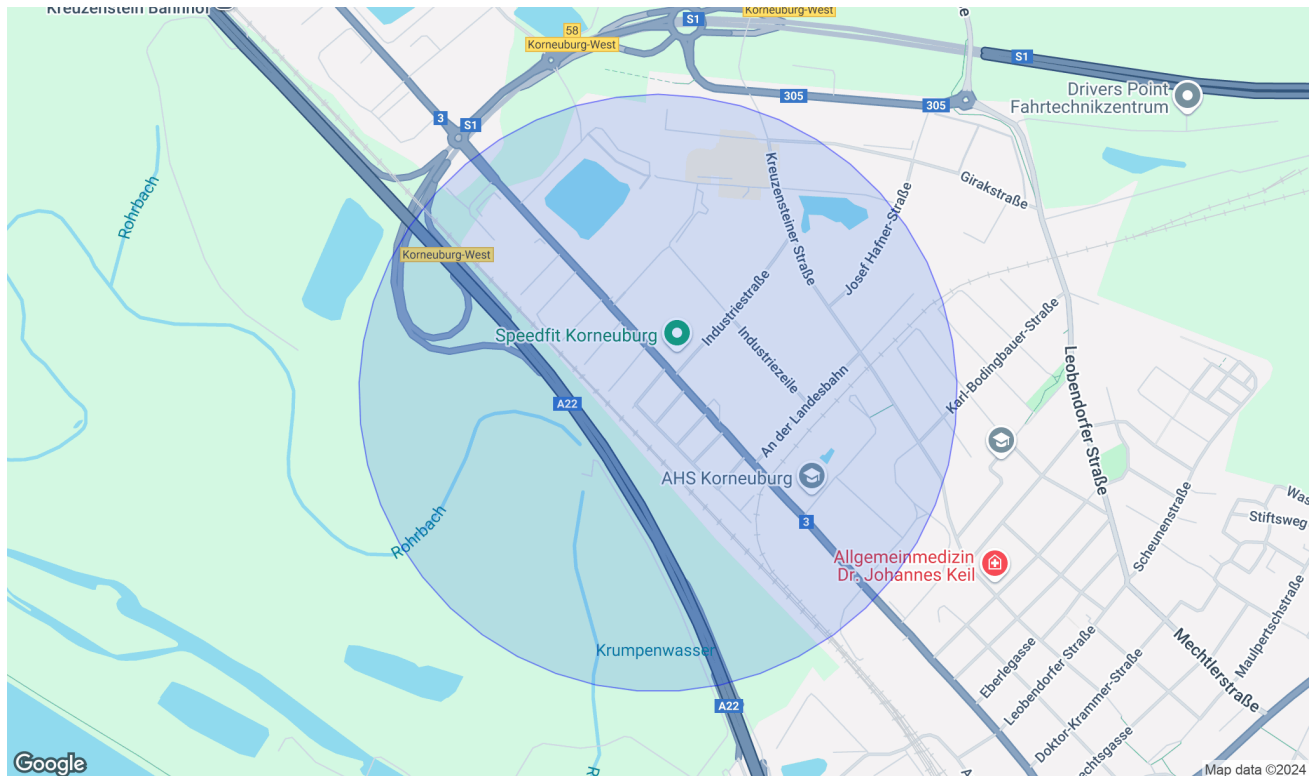 Kreuzenstein Bahnhof
58
Korneuburg-West
S1
Korneuburg-West
S1
Drivers Point
Fahrtechnikzentrum
305
305
3
S1
Kreuzensteiner Straße
Girakstraße
Josef Hafner-Straße
Rohrbach
Korneuburg-West
Speedfit Korneuburg
Industriestraße
Industriezeile
Karl-Bodingbauer-Straße
Leobendorfer Straße
A22
An der Landesbahn
AHS Korneuburg
3
Rohrbach
Stiftsweg
Scheunenstraße
Allgemeinmedizin
Dr. Johannes Keil
Krumpenwasser
Maulpertschstraße
Mechtlerstraße
Eberlegasse
Leobendorfer Straße
Doktor-Krammer-Straße
A22
Google
Map data ©2024